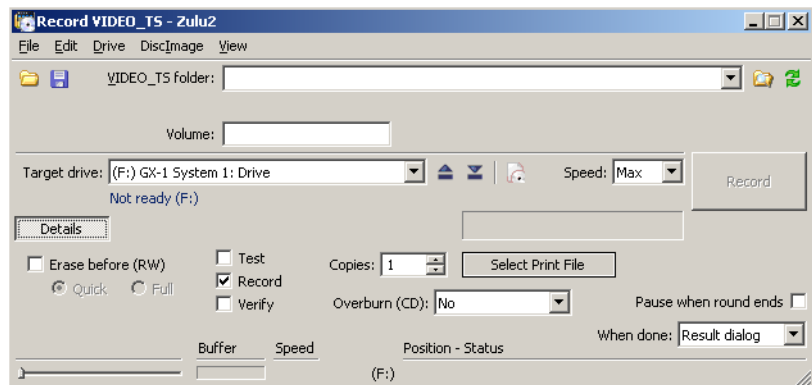 Record VIDEO_TS - Zulu2
File Edit Drive DiscImage View
VIDEO_TS folder:
Volume:
Target drive: (F:) GX-1 System 1: Drive Speed: Max Record
Not ready (F:)
Details
Erase before (RW) Test Copies: 1 Select Print File
Quick Full Record
Verify Overburn (CD): No Pause when round ends
When done: Result dialog
Buffer Speed Position - Status
(F:)